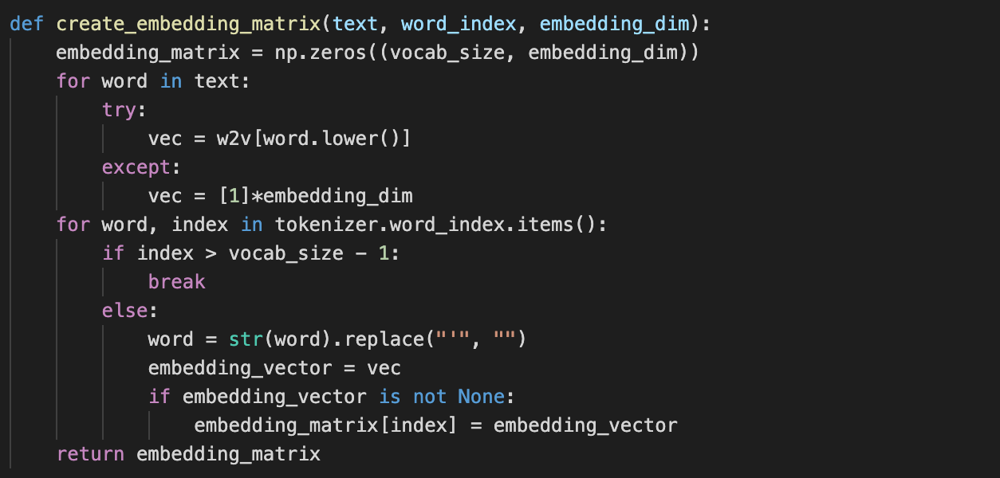 def create_embedding_matrix(text, word_index, embedding_dim):
    embedding_matrix = np.zeros((vocab_size, embedding_dim))
    for word in text:
        try:
            vec = w2v[word.lower()]
        except:
            vec = [1]*embedding_dim
    for word, index in tokenizer.word_index.items():
        if index > vocab_size - 1:
            break
        else:
            word = str(word).replace("'", "")
            embedding_vector = vec
            if embedding_vector is not None:
                embedding_matrix[index] = embedding_vector
    return embedding_matrix